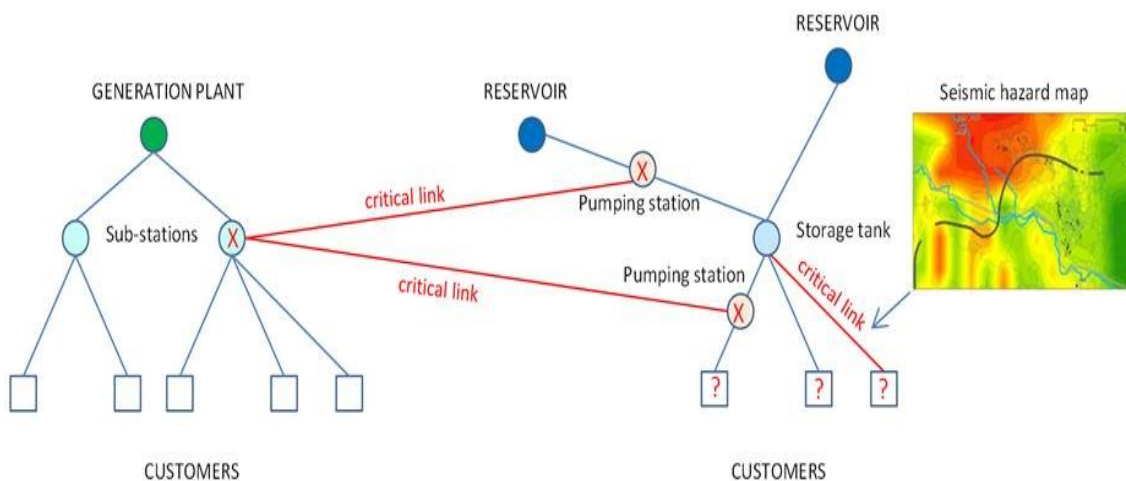 RESERVOIR
GENERATION PLANT
RESERVOIR
Seismic hazard map
X
critical link
Pumping station
Sub-stations
X
Storage tank
critical link
Pumping station
critical link
X
?
?
?
CUSTOMERS
CUSTOMERS